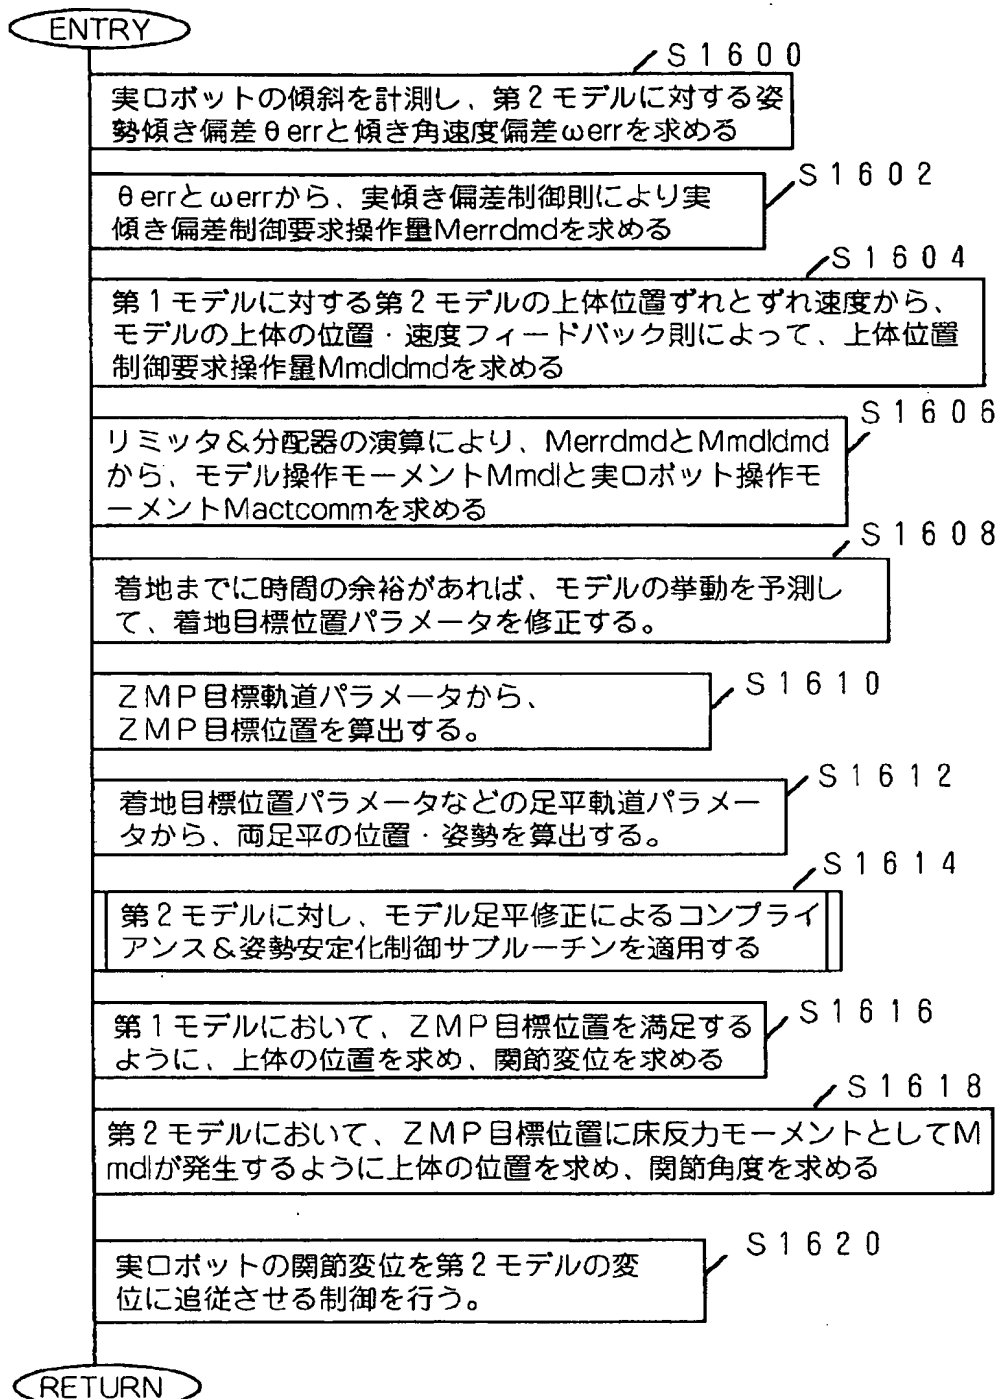 ENTRY
S1600
実ロボットの傾斜を計測し、第2モデルに対する姿
勢傾き偏差θerrと傾き角速度偏差ωerrを求める
S1602
θerrとωerrから、実傾き偏差制御則により実
傾き偏差制御要求操作量Merrdmdを求める
S1604
第1モデルに対する第2モデルの上体位置ずれとずれ速度から、
モデルの上体の位置・速度フィードバック則によって、上体位置
制御要求操作量Mmdldmdを求める
S1606
リミッタ&分配器の演算により、MerrdmdとMmdldmd
から、モデル操作モーメントMmdlと実ロボット操作モ
ーメントMactcommを求める
S1608
着地までに時間の余裕があれば、モデルの挙動を予測し
て、着地目標位置パラメータを修正する。
S1610
ZMP目標軌道パラメータから、
ZMP目標位置を算出する。
S1612
着地目標位置パラメータなどの足平軌道パラメー
タから、両足平の位置・姿勢を算出する。
S1614
第2モデルに対し、モデル足平修正によるコンプライ
アンス&姿勢安定化制御サブルーチンを適用する
S1616
第1モデルにおいて、ZMP目標位置を満足する
ように、上体の位置を求め、関節変位を求める
S1618
第2モデルにおいて、ZMP目標位置に床反力モーメントとしてM
mdlが発生するように上体の位置を求め、関節角度を求める
S1620
実ロボットの関節変位を第2モデルの変
位に追従させる制御を行う。
RETURN